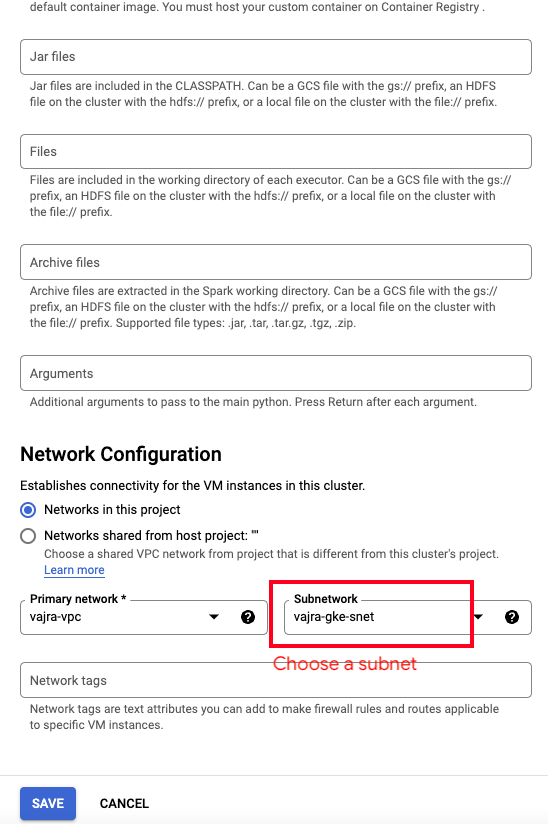 default container image. You must host your custom container on Container Registry .
Jar files
Jar files are included in the CLASSPATH. Can be a GCS file with the gs:// prefix, an HDFS
file on the cluster with the hdfs:// prefix, or a local file on the cluster with the file:// prefix.
Files
Files are included in the working directory of each executor. Can be a GCS file with the gs://
prefix, an HDFS file on the cluster with the hdfs:// prefix, or a local file on the cluster with
the file:// prefix.
Archive files
Archive files are extracted in the Spark working directory. Can be a GCS file with the gs://
prefix, an HDFS file on the cluster with the hdfs:// prefix, or a local file on the cluster with
the file:// prefix. Supported file types: .jar, .tar, .tar.gz, .tgz, .zip.
Arguments
Additional arguments to pass to the main python. Press Return after each argument.
Network Configuration
Establishes connectivity for the VM instances in this cluster.
Networks in this project
Networks shared from host project: ""
Choose a shared VPC network from project that is different from this cluster's project.
Learn more
Primary network * Subnetwork
vajra-vpc ? vajra-gke-snet ?
Choose a subnet
Network tags
Network tags are text attributes you can add to make firewall rules and routes applicable
to specific VM instances.
SAVE CANCEL